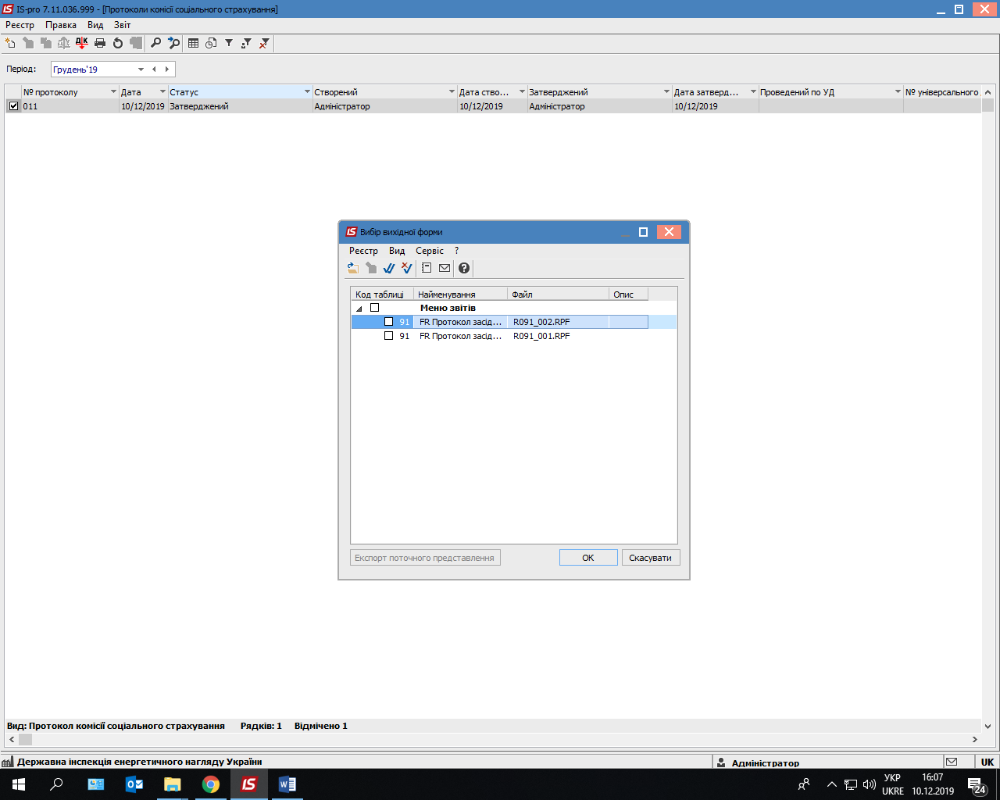 IS-pro 7.11.036.999 - [Протоколи комісії соціального страхування]
Реєстр Правка Вид Звіт
Період: Грудень'19
№ протоколу Дата Статус Створений Дата ство... Затверджений Дата затверд... Проведений по УД № універсального
011 10/12/2019 Затверджений Адміністратор 10/12/2019 Адміністратор 10/12/2019
Вибір вихідної форми
Реєстр Вид Сервіс ?
Код таблиці Найменування Файл Опис
Меню звітів
91 FR Протокол засід... R091_002.RPF
91 FR Протокол засід... R091_001.RPF
Експорт поточного представлення ОК Скасувати
Вид: Протокол комісії соціального страхування Рядків: 1 Відмічено 1
Державна інспекція енергетичного нагляду України Адміністратор UK
УКР 16:07
UKRE 10.12.2019 24